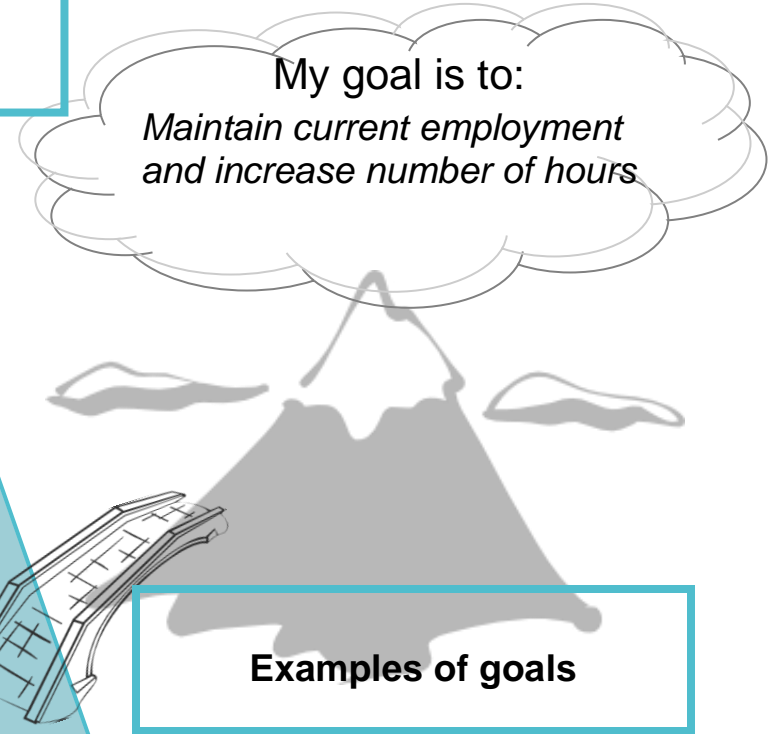 My goal is to:
Maintain current employment
and increase number of hours
Examples of goals